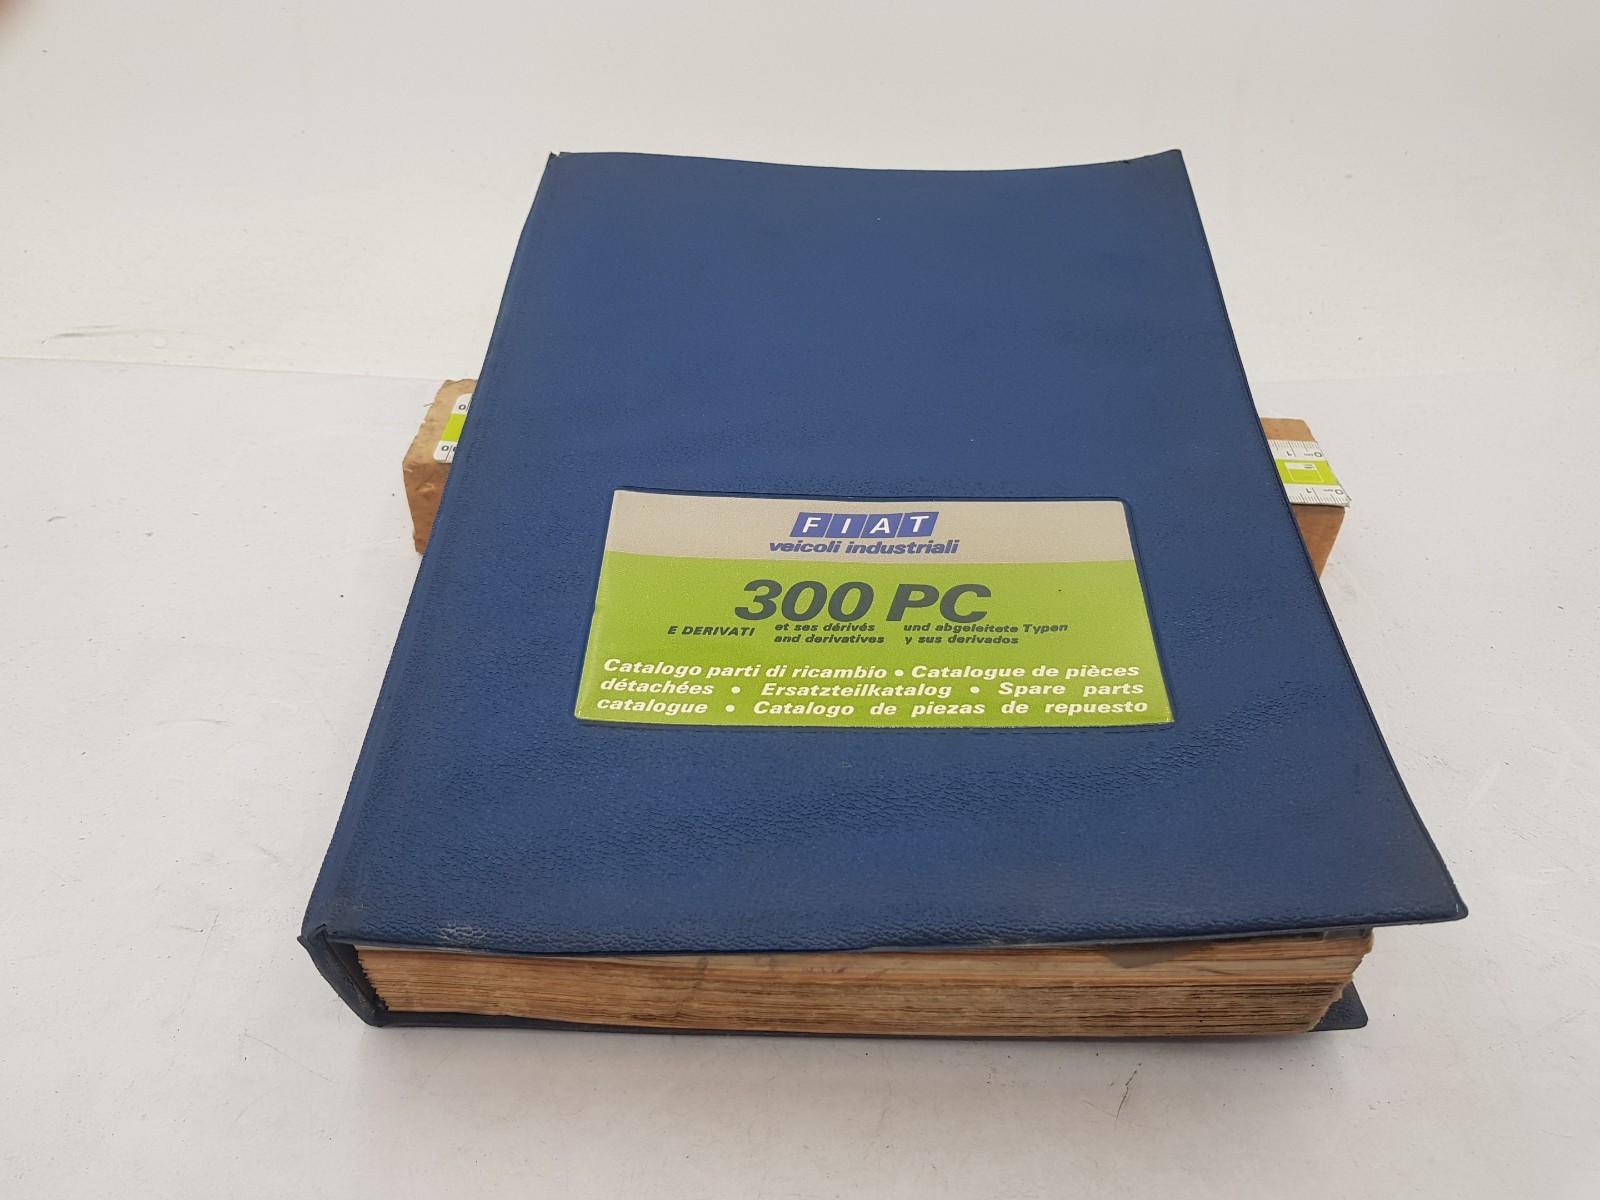 FIAT
veicoli industriali
300 PC
E DERIVATI et ses dérivés und abgeleitete Typen
and derivatives y sus derivados
Catalogo parti di ricambio • Catalogue de pièces
détachées • Ersatzteilkatalog • Spare parts
catalogue • Catalogo de piezas de repuesto